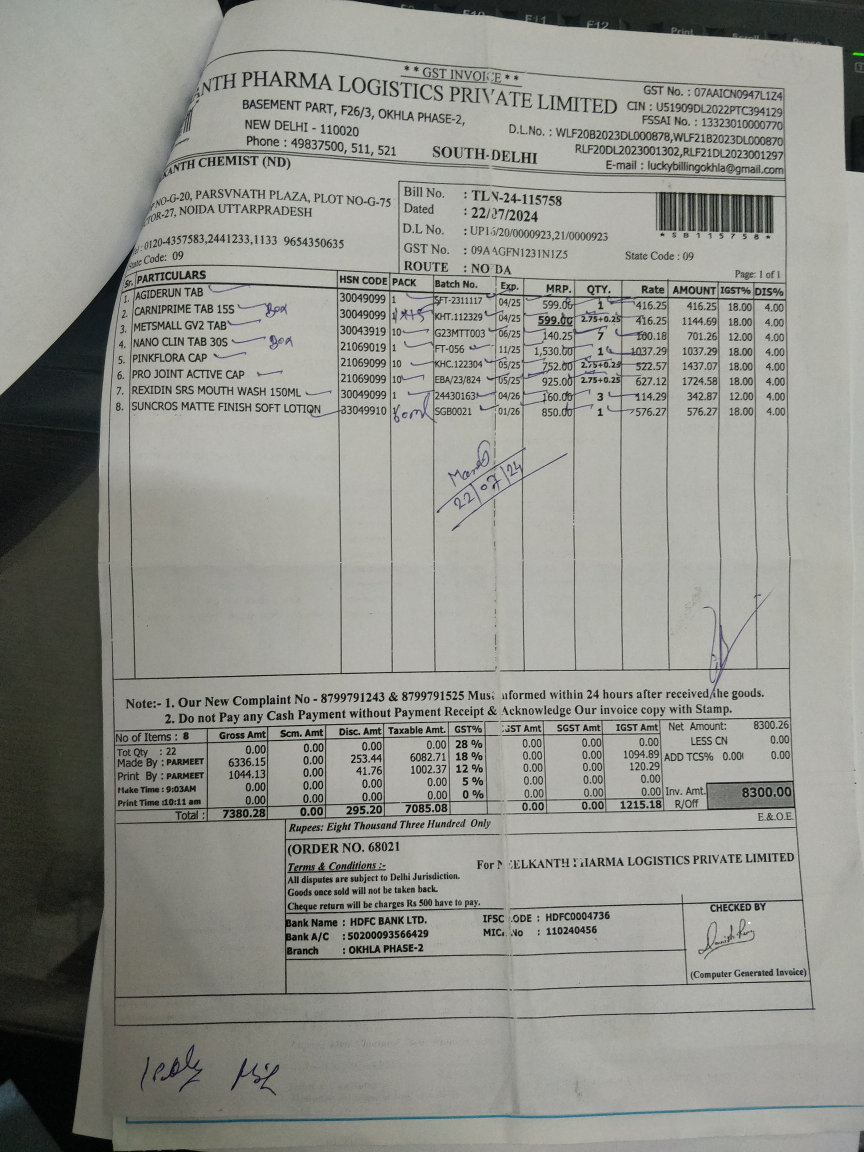 F10 F11 F12
** GST INVOICE **
ANTH PHARMA LOGISTICS PRIVATE LIMITED
BASEMENT PART, F26/3, OKHLA PHASE-2,
NEW DELHI - 110020
Phone : 49837500, 511, 521
SOUTH-DELHI
GST No. : 07AAICN0947L1Z4
CIN : U51909DL2022PTC394129
FSSAI No. : 13323010000770
D.L.No. : WLF20B2023DL000878,WLF21B2023DL000870
RLF20DL2023001302,RLF21DL2023001297
E-mail : luckybillingokhla@gmail.com
KANTH CHEMIST (ND)
NO-G-20, PARSVNATH PLAZA, PLOT NO-G-75
TOR-27, NOIDA UTTARPRADESH
: 0120-4357583,2441233,1133 9654350635
State Code: 09
Bill No. : TLN-24-115758
Dated : 22/07/2024
D.L No. : UP16/20/0000923,21/0000923
GST No. : 09AAGFN1231N1Z5
State Code : 09
ROUTE : NOIDA
* 5 8 1 1 5 7 5 8 *
Page: 1 of 1
Sr. PARTICULARS HSN CODE PACK Batch No. Exp. MRP. QTY. Rate AMOUNT IGST% DIS%
1. AGIDERUN TAB 30049099 1 SFT-2311117 04/25 599.00 1 416.25 416.25 18.00 4.00
2. CARNIPRIME TAB 15S Box 30049099 1*15 KHT.112329 04/25 599.00 2.75+0.25 416.25 1144.69 18.00 4.00
3. METSMALL GV2 TAB 30043919 10 G23MTT003 06/25 140.25 7 100.18 701.26 12.00 4.00
4. NANO CLIN TAB 30S Box 21069019 1 FT-056 11/25 1,530.00 1 1037.29 1037.29 18.00 4.00
5. PINKFLORA CAP 21069099 10 KHC.122304 05/25 752.00 2.75+0.25 522.57 1437.07 18.00 4.00
6. PRO JOINT ACTIVE CAP 21069099 10 EBA/23/824 05/25 925.00 2.75+0.25 627.12 1724.58 18.00 4.00
7. REXIDIN SRS MOUTH WASH 150ML 30049099 1 24430163 04/26 160.00 3 114.29 342.87 12.00 4.00
8. SUNCROS MATTE FINISH SOFT LOTION 33049910 1 60ml SGB0021 01/26 850.00 1 576.27 576.27 18.00 4.00
22/07/24
Note:- 1. Our New Complaint No - 8799791243 & 8799791525 Must informed within 24 hours after received the goods.
2. Do not Pay any Cash Payment without Payment Receipt & Acknowledge Our invoice copy with Stamp.
No of Items : 8 Gross Amt Scm. Amt Disc. Amt Taxable Amt. GST% GST Amt SGST Amt IGST Amt Net Amount: 8300.26
Tot Qty : 22 0.00 0.00 0.00 0.00 28 % 0.00 0.00 0.00 LESS CN 0.00
Made By : PARMEET 6336.15 0.00 253.44 6082.71 18 % 0.00 0.00 1094.89 ADD TCS% 0.00 0.00
Print By : PARMEET 1044.13 0.00 41.76 1002.37 12 % 0.00 0.00 120.29
Make Time : 9:03AM 0.00 0.00 0.00 0.00 5 % 0.00 0.00 0.00
Print Time :10:11 am 0.00 0.00 0.00 0.00 0 % 0.00 0.00 0.00 Inv. Amt. 8300.00
Total : 7380.28 0.00 295.20 7085.08 0.00 0.00 1215.18 R/Off
E.&O.E.
Rupees: Eight Thousand Three Hundred Only
(ORDER NO. 68021
Terms & Conditions :-
All disputes are subject to Delhi Jurisdiction.
Goods once sold will not be taken back.
Cheque return will be charges Rs 500 have to pay.
For NEELKANTH PHARMA LOGISTICS PRIVATE LIMITED
Bank Name : HDFC BANK LTD. IFSC CODE : HDFC0004736
Bank A/C : 50200093566429 MICR No : 110240456
Branch : OKHLA PHASE-2
CHECKED BY
(Computer Generated Invoice)